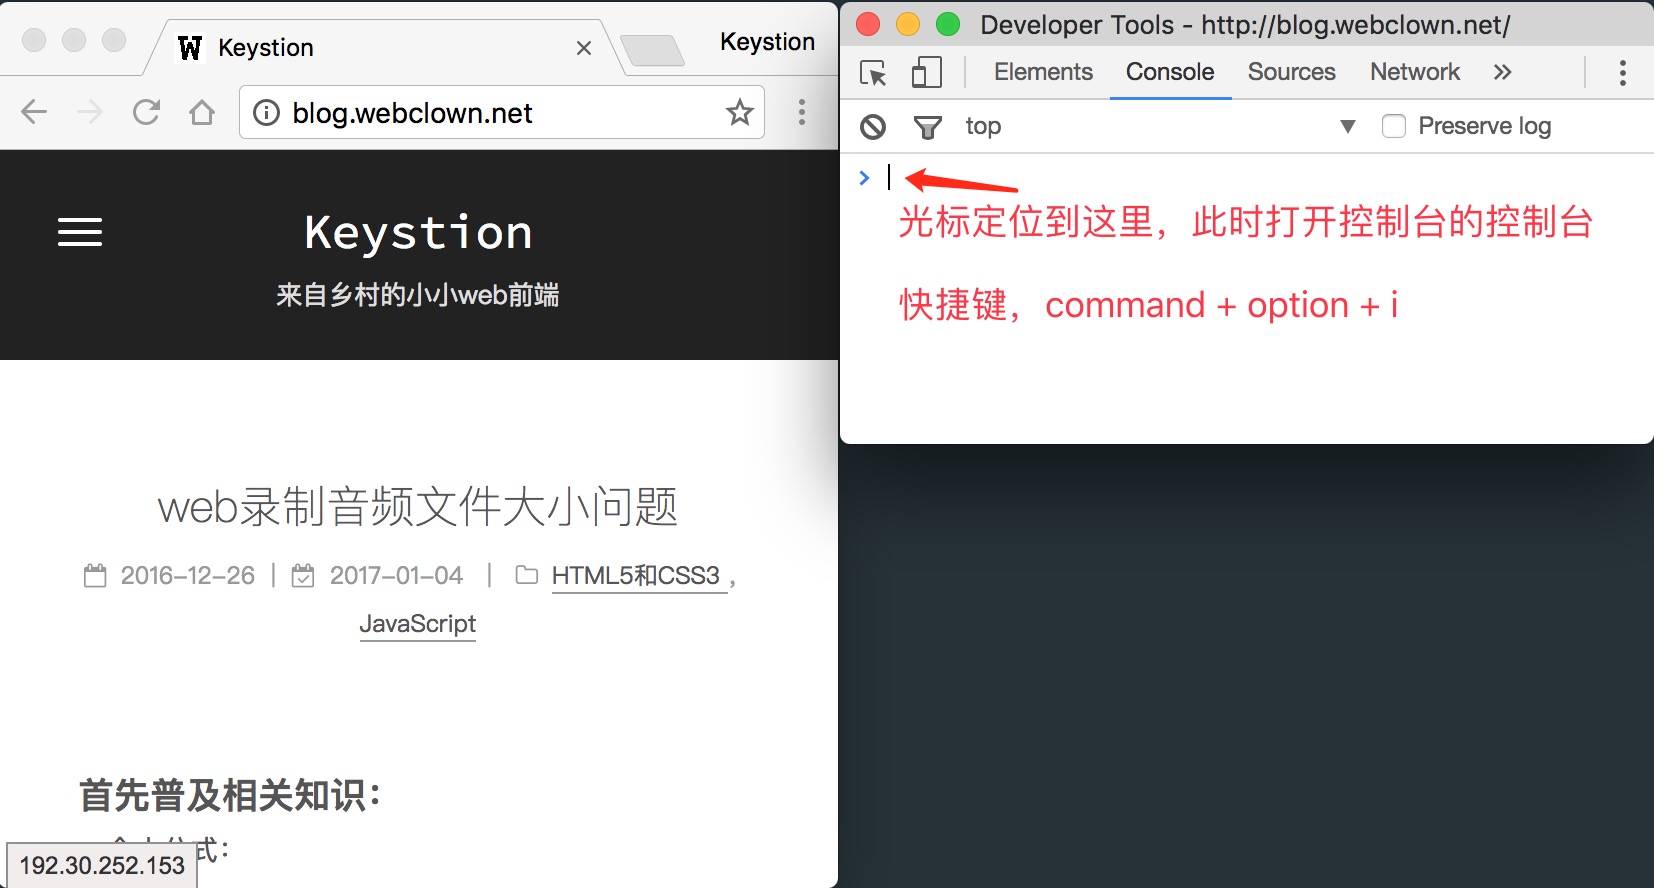 Keystion
Keystion
blog.webclown.net
Keystion
来自乡村的小小web前端
web录制音频文件大小问题
2016-12-26 | 2017-01-04 | HTML5和CSS3 ,
JavaScript
首先普及相关知识：
式：
192.30.252.153
Developer Tools - http://blog.webclown.net/
Elements Console Sources Network »
top ▼ Preserve log
>
光标定位到这里，此时打开控制台的控制台
快捷键，command + option + i